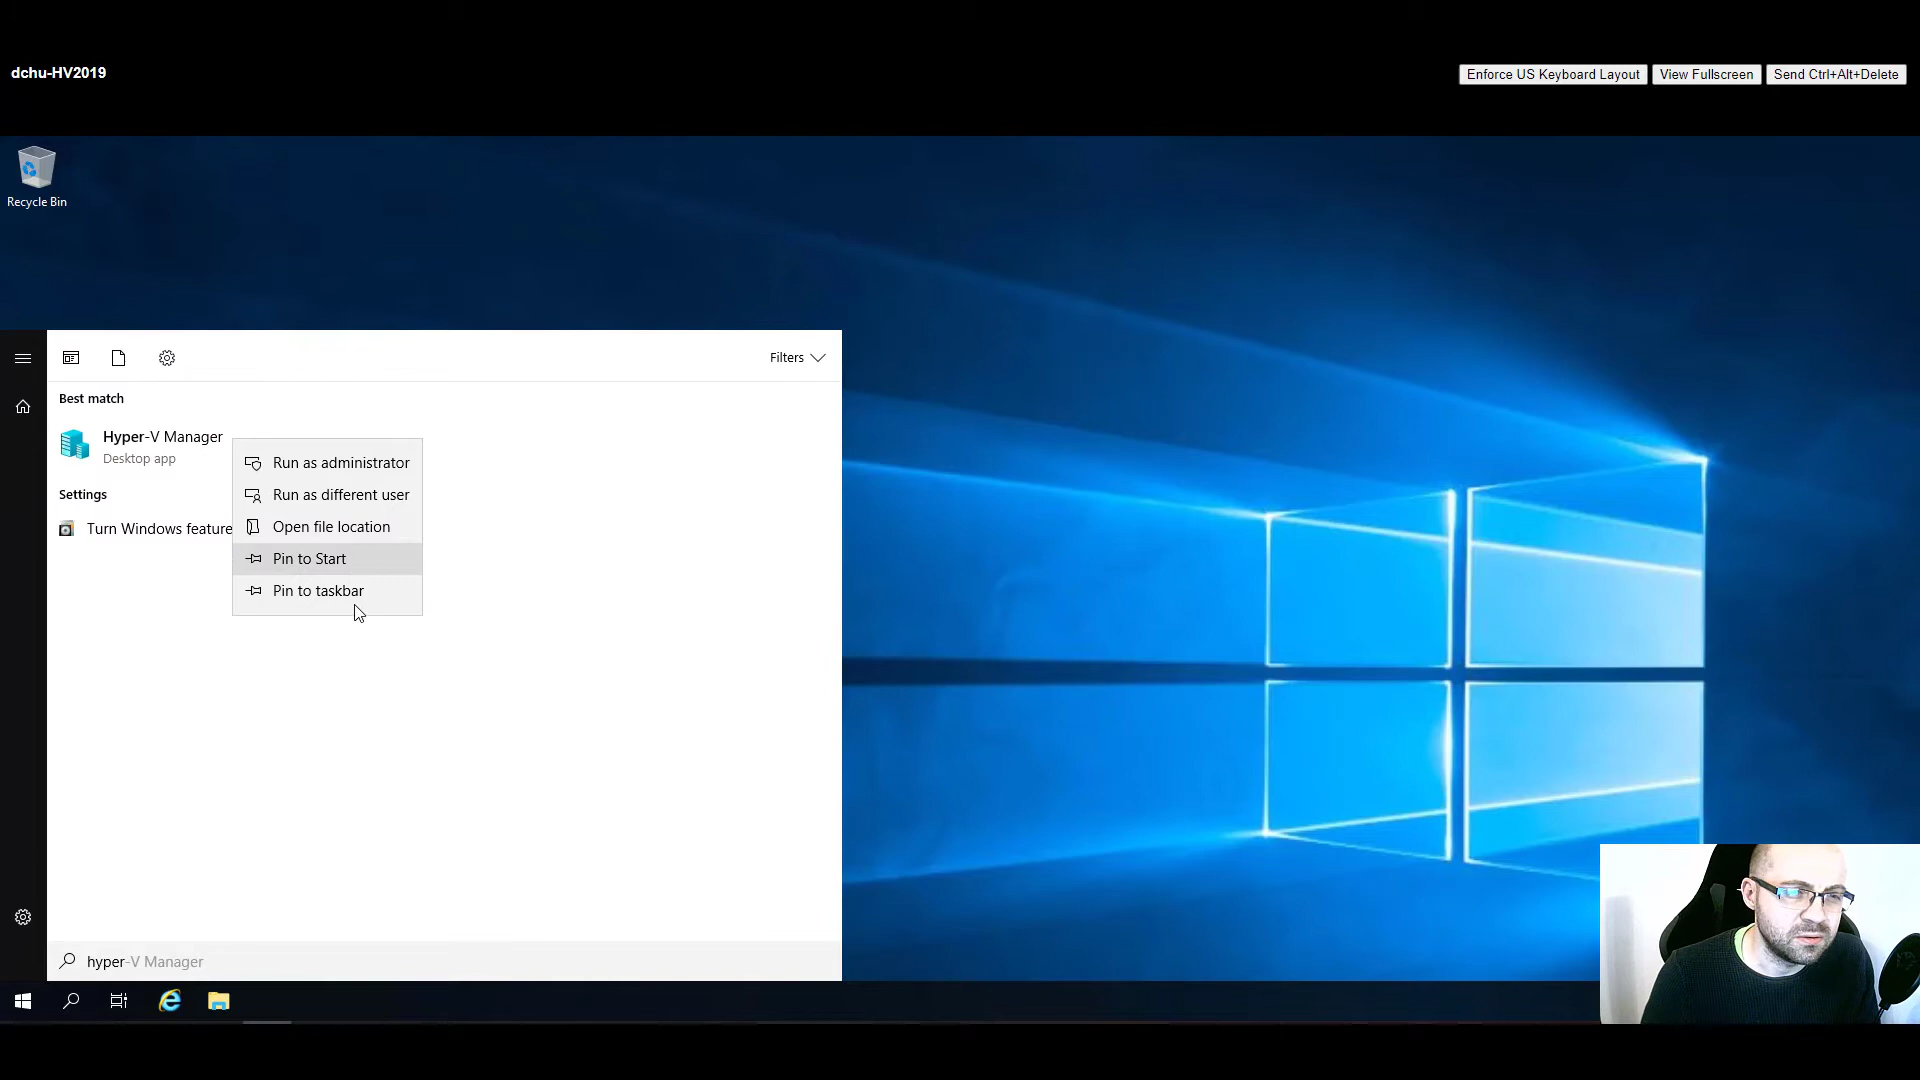 dchu-HV2019
Enforce US Keyboard Layout
View Fullscreen
Send Ctrl+Alt+Delete
Recycle Bin
Filters
Best match
Hyper-V Manager
Desktop app
Run as administrator
Run as different user
Open file location
Pin to Start
Pin to taskbar
Settings
Turn Windows feature
hyper-V Manager